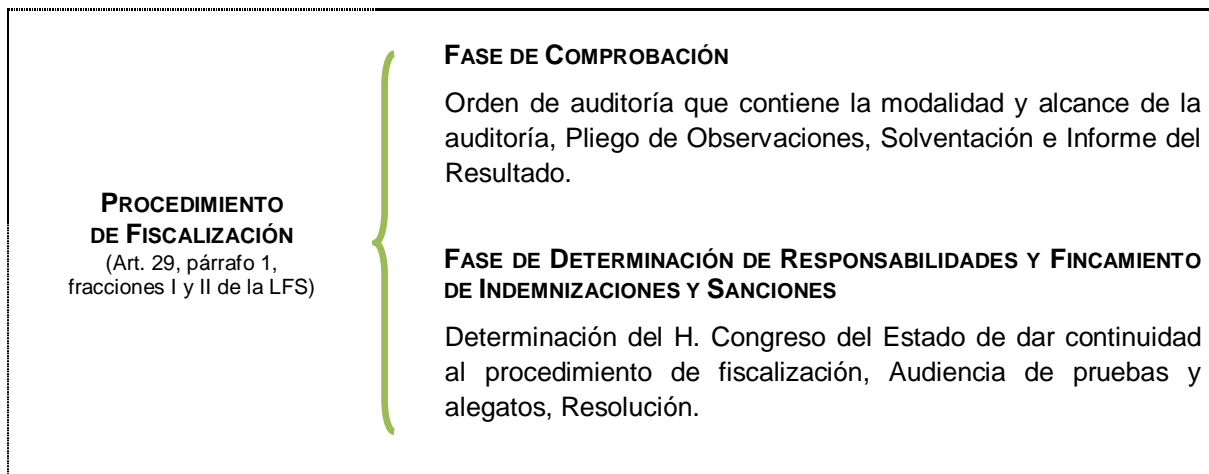 PROCEDIMIENTO
DE FISCALIZACIÓN
(Art. 29, párrafo 1,
fracciones I y II de la LFS)
FASE DE COMPROBACIÓN
Orden de auditoría que contiene la modalidad y alcance de la
auditoría, Pliego de Observaciones, Solventación e Informe del
Resultado.
FASE DE DETERMINACIÓN DE RESPONSABILIDADES Y FINCAMIENTO
DE INDEMNIZACIONES Y SANCIONES
Determinación del H. Congreso del Estado de dar continuidad
al procedimiento de fiscalización, Audiencia de pruebas y
alegatos, Resolución.